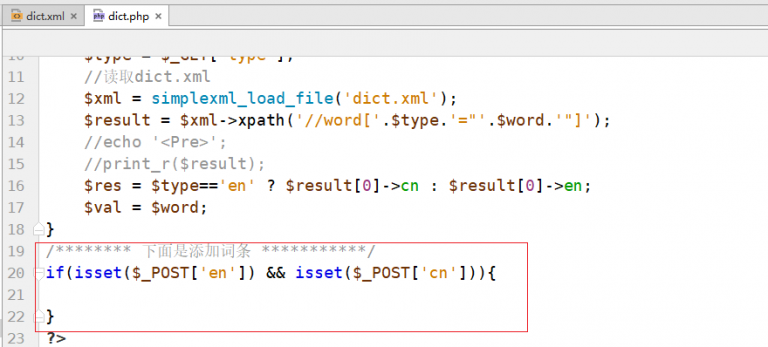 dict.xml × dict.php ×
10 $type = $_GET['type'];
11 //读取dict.xml
12 $xml = simplexml_load_file('dict.xml');
13 $result = $xml->xpath('//word['.$type.'="'.$word.'"]');
14 //echo '<Pre>';
15 //print_r($result);
16 $res = $type=='en' ? $result[0]->cn : $result[0]->en;
17 $val = $word;
18 }
19 /******** 下面是添加词条 ***********/
20 if(isset($_POST['en']) && isset($_POST['cn'])){
21
22 }
23 ?>